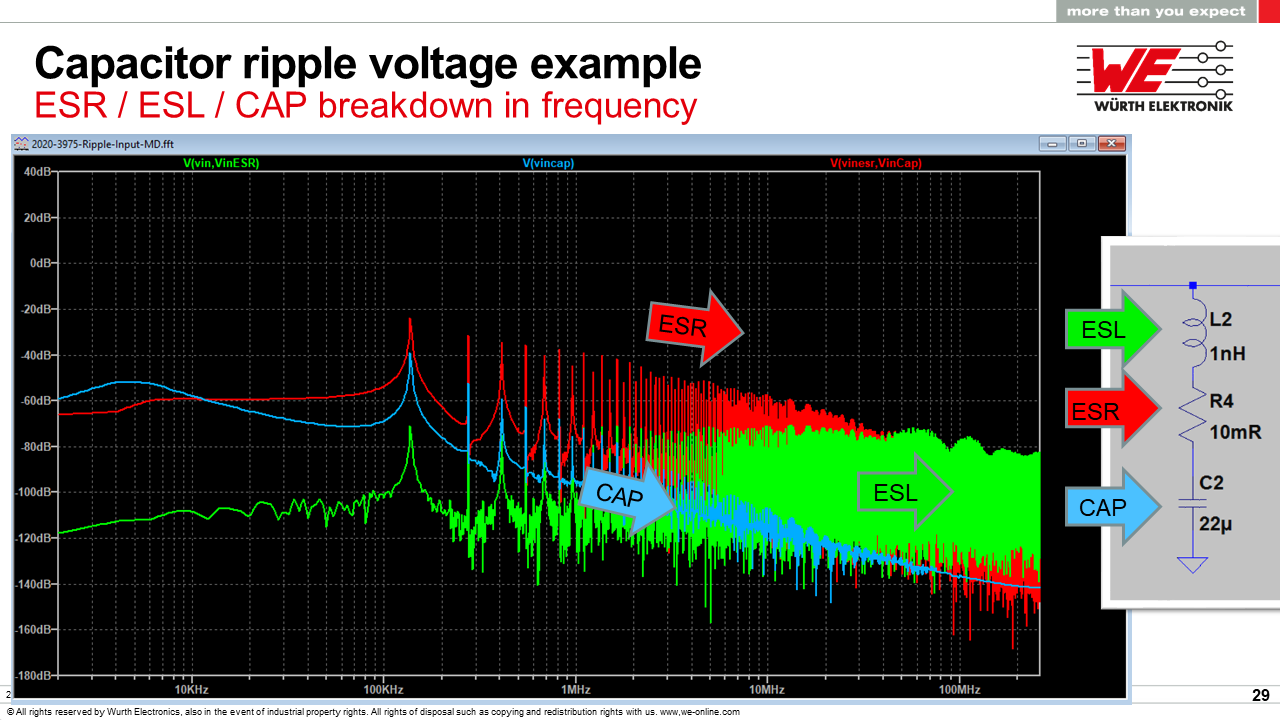 more than you expect
Capacitor ripple voltage example
ESR / ESL / CAP breakdown in frequency
WE
WÜRTH ELEKTRONIK
2020-3975-Ripple-Input-MD.fft
V(vin,VinESR)
V(vincap)
V(vinesr,VinCap)
40dB
20dB
0dB
-20dB
-40dB
-60dB
-80dB
-100dB
-120dB
-140dB
-160dB
-180dB
10KHz
100KHz
1MHz
10MHz
100MHz
ESR
CAP
ESL
ESL
L2
1nH
ESR
R4
10mR
CAP
C2
22µ
2
29
© All rights reserved by Wurth Electronics, also in the event of industrial property rights. All rights of disposal such as copying and redistribution rights with us. www.we-online.com